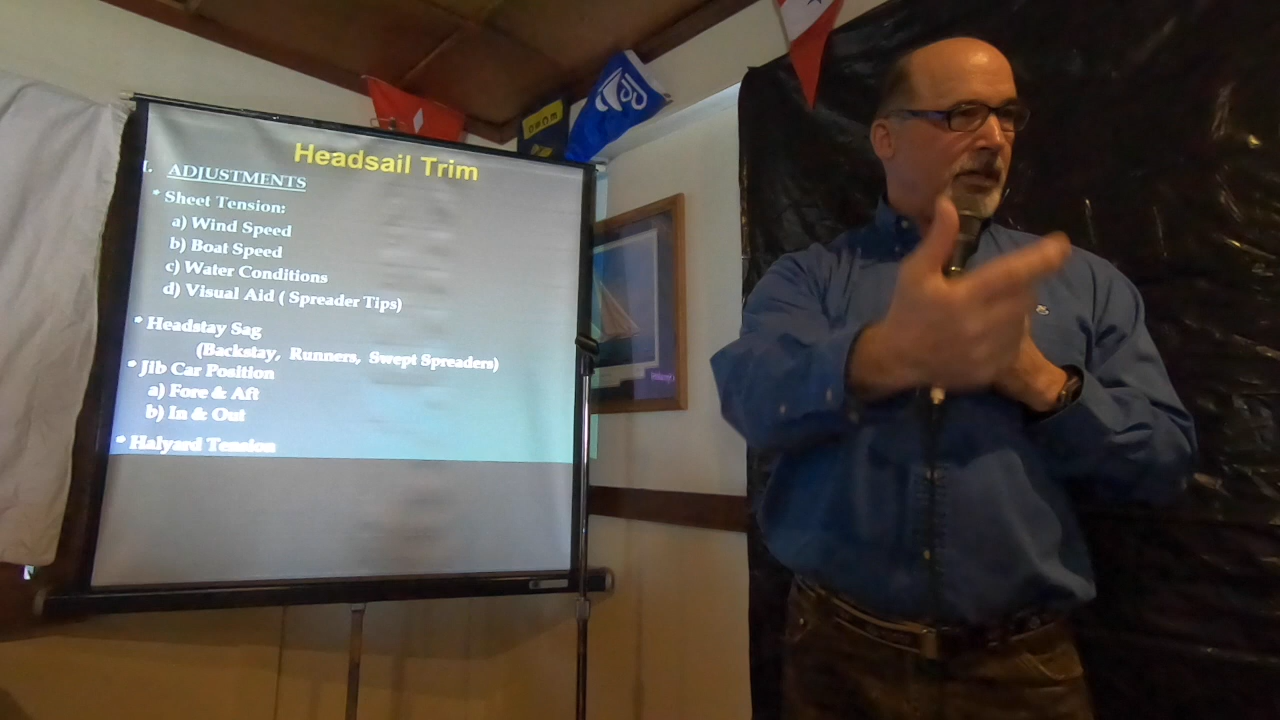 Headsail Trim
I. ADJUSTMENTS
* Sheet Tension:
a) Wind Speed
b) Boat Speed
c) Water Conditions
d) Visual Aid ( Spreader Tips)
* Headstay Sag
(Backstay, Runners, Swept Spreaders)
* Jib Car Position
a) Fore & Aft
b) In & Out
* Halyard Tension